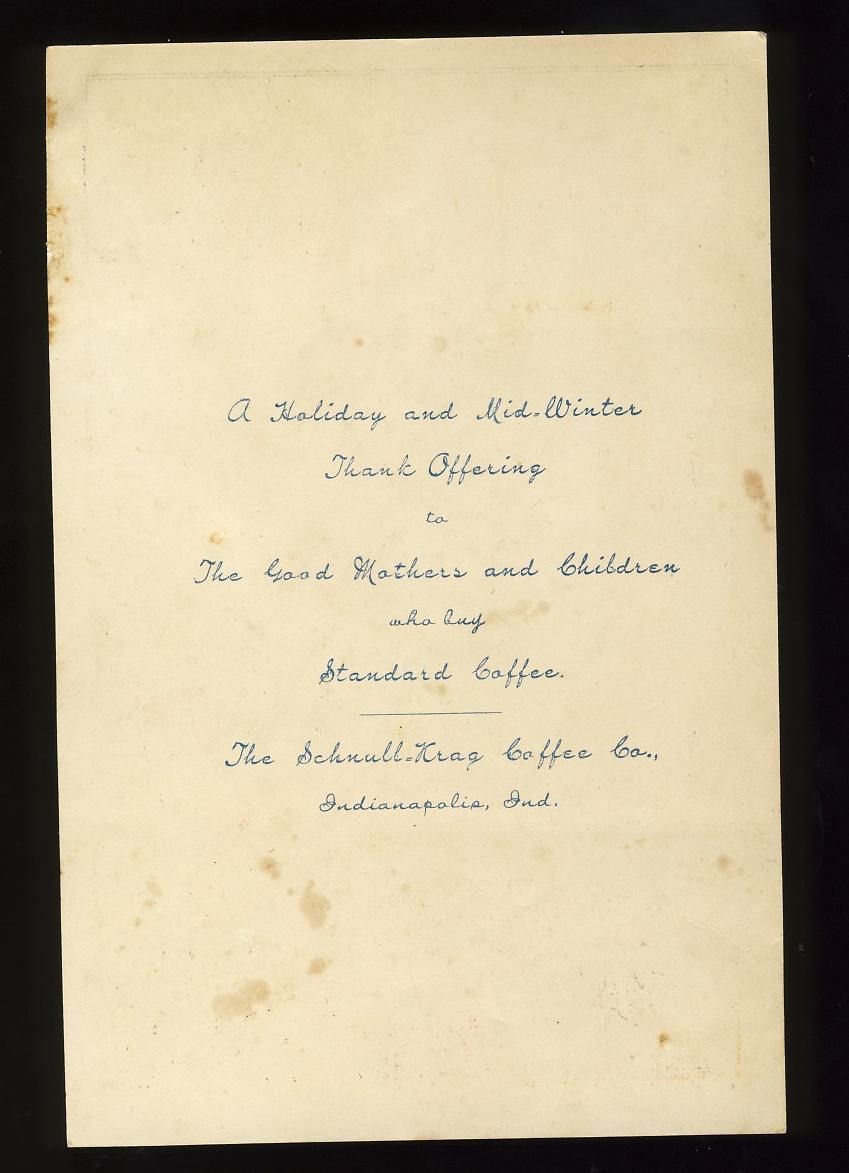 A Holiday and Mid-Winter
Thank Offering
to
The Good Mothers and Children
who buy
Standard Coffee.
The Schnull-Krag Coffee Co.,
Indianapolis, Ind.